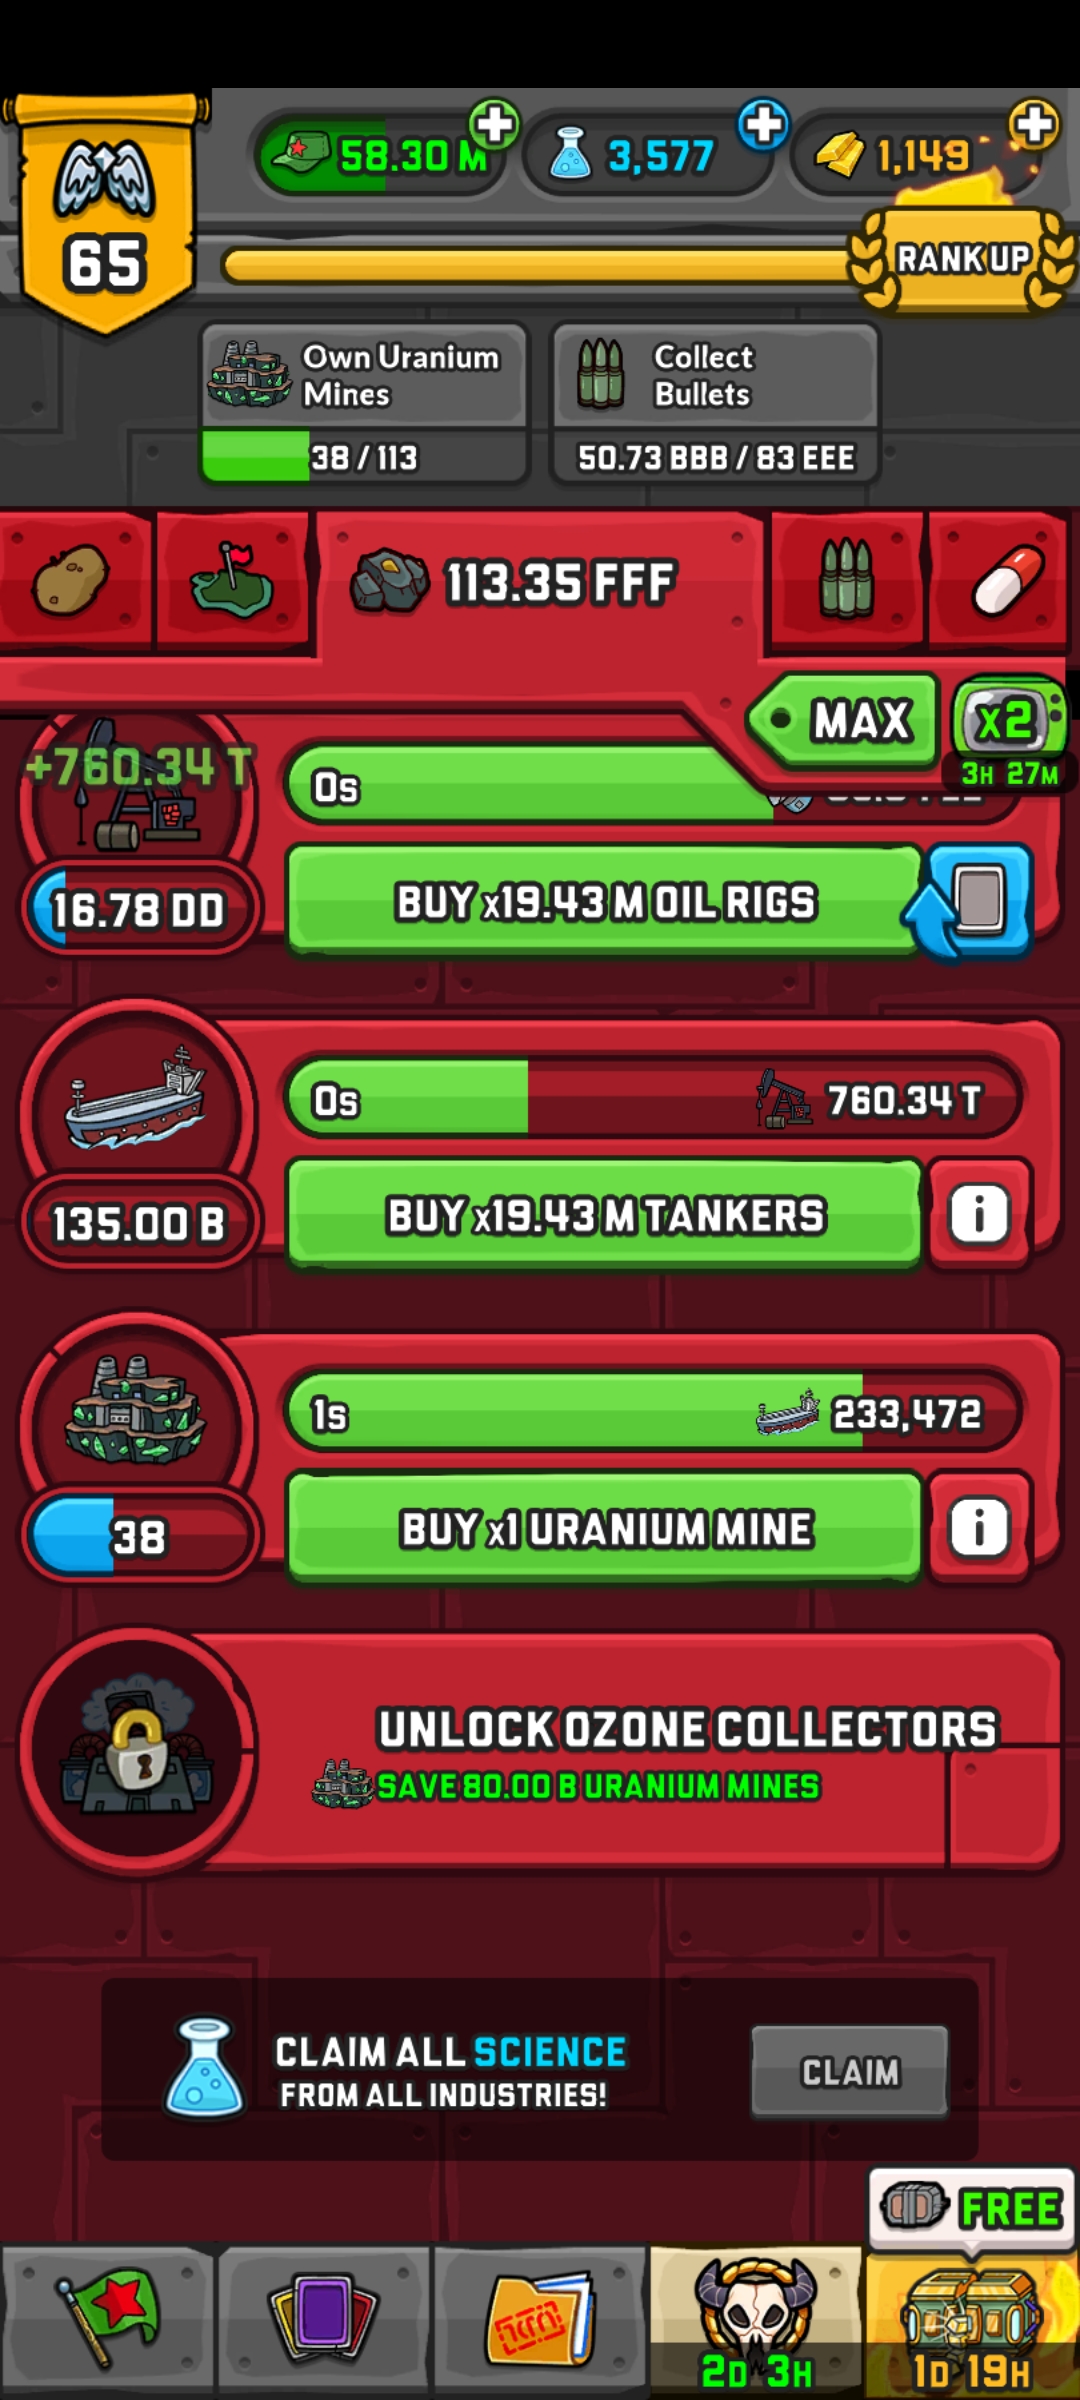 58.30 M
3,577
1,149
65
RANK UP
Own Uranium
Mines
38 / 113
Collect
Bullets
50.73 BBB / 83 EEE
113.35 FFF
MAX
X2
3H 27M
+760.34 T
0s
16.78 DD
BUY x19.43 M OIL RIGS
0s
760.34 T
135.00 B
BUY x19.43 M TANKERS
i
1s
233,472
38
BUY x1 URANIUM MINE
i
UNLOCK OZONE COLLECTORS
SAVE 80.00 B URANIUM MINES
CLAIM ALL SCIENCE
FROM ALL INDUSTRIES!
CLAIM
FREE
2D 3H
1D 19H